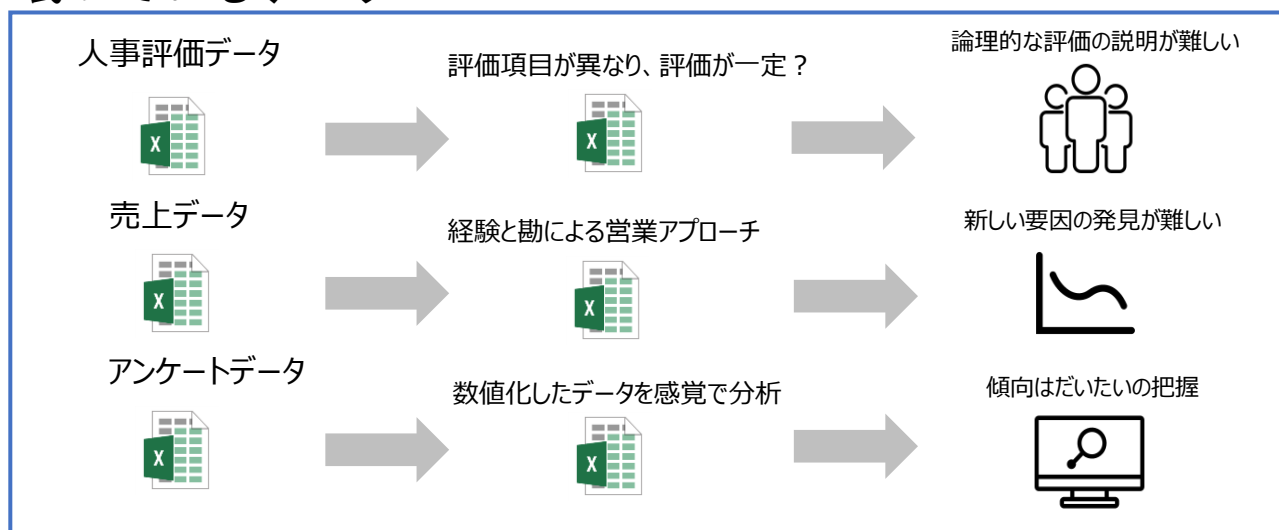 人事評価データ
評価項目が異なり、評価が一定？
論理的な評価の説明が難しい
X
X
売上データ
経験と勘による営業アプローチ
新しい要因の発見が難しい
X
X
アンケートデータ
数値化したデータを感覚で分析
傾向はだいたいの把握
X
X